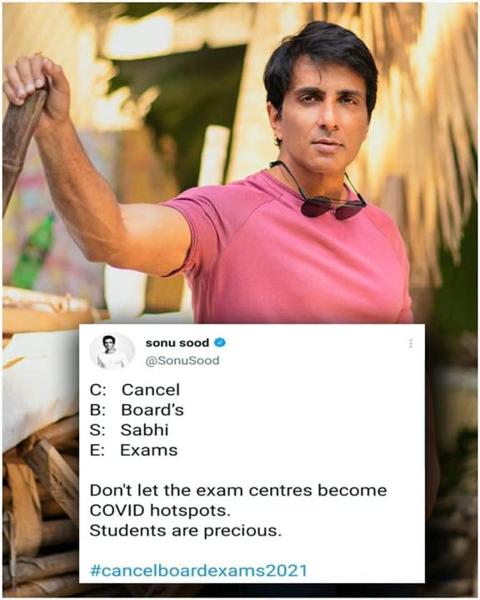 sonu sood
@SonuSood
C: Cancel
B: Board's
S: Sabhi
E: Exams
Don't let the exam centres become
COVID hotspots.
Students are precious.
#cancelboardexams2021